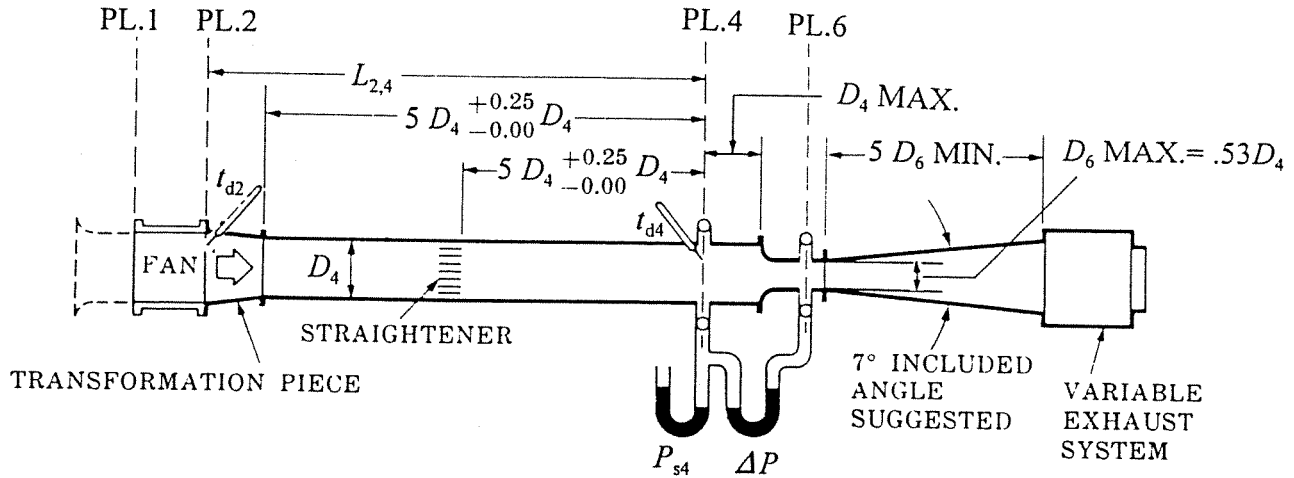 PL.1
PL.2
PL.4
PL.6
L2,4
D4 MAX.
5 D4 +0.25 -0.00 D4
5 D6 MIN.
D6 MAX.= .53D4
5 D4 +0.25 -0.00 D4
td2
td4
FAN
D4
STRAIGHTENER
TRANSFORMATION PIECE
7° INCLUDED
ANGLE
SUGGESTED
VARIABLE
EXHAUST
SYSTEM
Ps4
ΔP